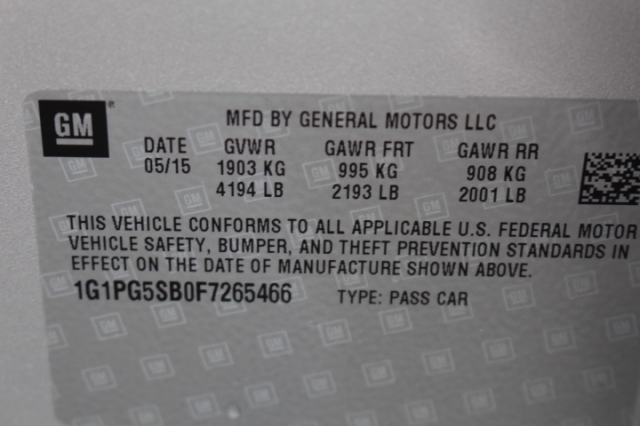 GM®
MFD BY GENERAL MOTORS LLC
DATE GVWR GAWR FRT GAWR RR
05/15 1903 KG 995 KG 908 KG
4194 LB 2193 LB 2001 LB
THIS VEHICLE CONFORMS TO ALL APPLICABLE U.S. FEDERAL MOTOR
VEHICLE SAFETY, BUMPER, AND THEFT PREVENTION STANDARDS IN
EFFECT ON THE DATE OF MANUFACTURE SHOWN ABOVE.
1G1PG5SB0F7265466 TYPE: PASS CAR